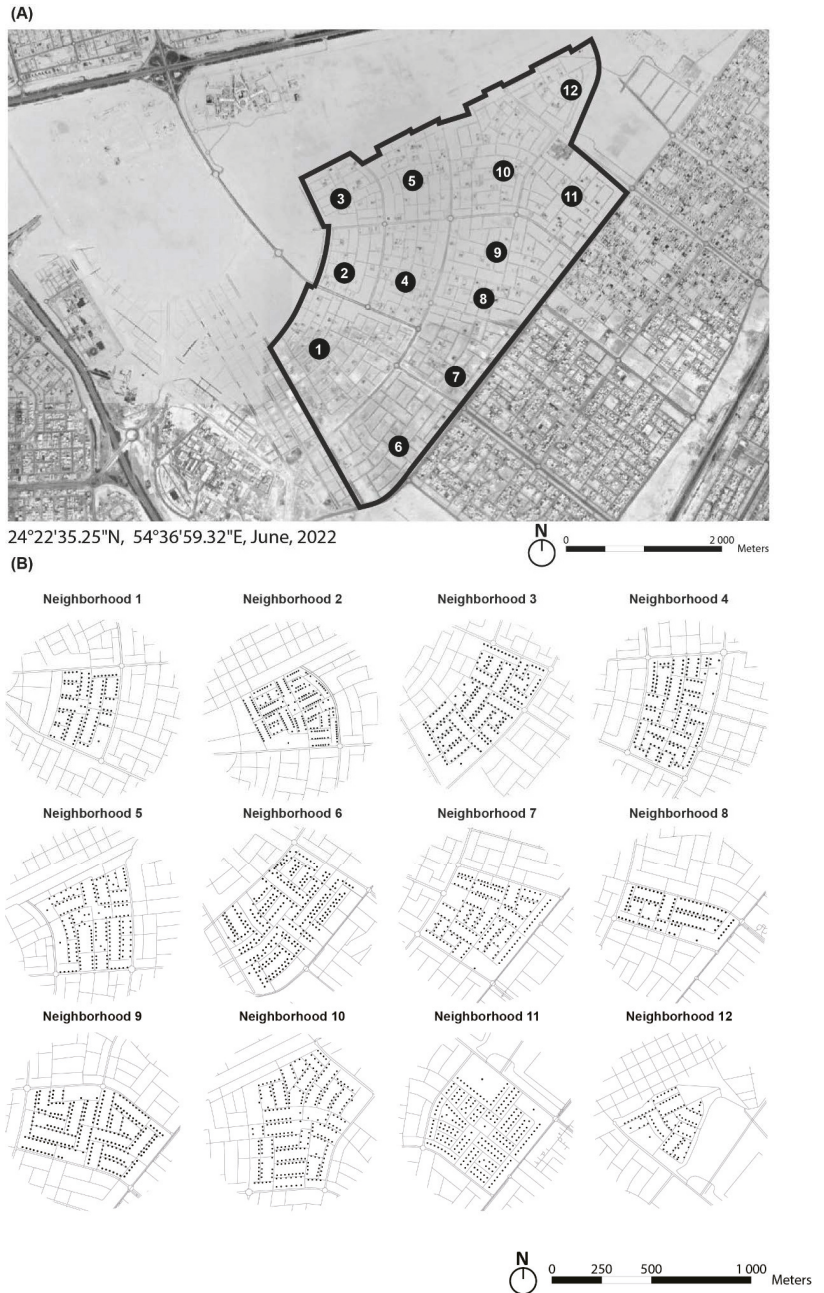 (A)
12
10
5
3
11
9
2
4
8
1
7
6
24°22'35.25"N, 54°36'59.32"E, June, 2022
N
0 2 000 Meters
(B)
Neighborhood 1 Neighborhood 2 Neighborhood 3 Neighborhood 4
Neighborhood 5 Neighborhood 6 Neighborhood 7 Neighborhood 8
Neighborhood 9 Neighborhood 10 Neighborhood 11 Neighborhood 12
N
0 250 500 1 000 Meters